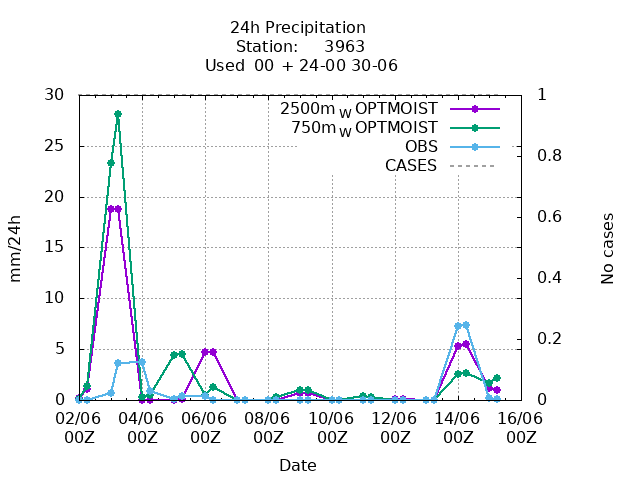 24h Precipitation
Station: 3963
Used 00 + 24-00 30-06
30 1
2500m W OPTMOIST
750m W OPTMOIST
OBS
CASES
25
0.8
20
0.6
15
10
0.4
5
0.2
0 0
mm/24h
No cases
02/06 04/06 06/06 08/06 10/06 12/06 14/06 16/06
00Z 00Z 00Z 00Z 00Z 00Z 00Z 00Z
Date